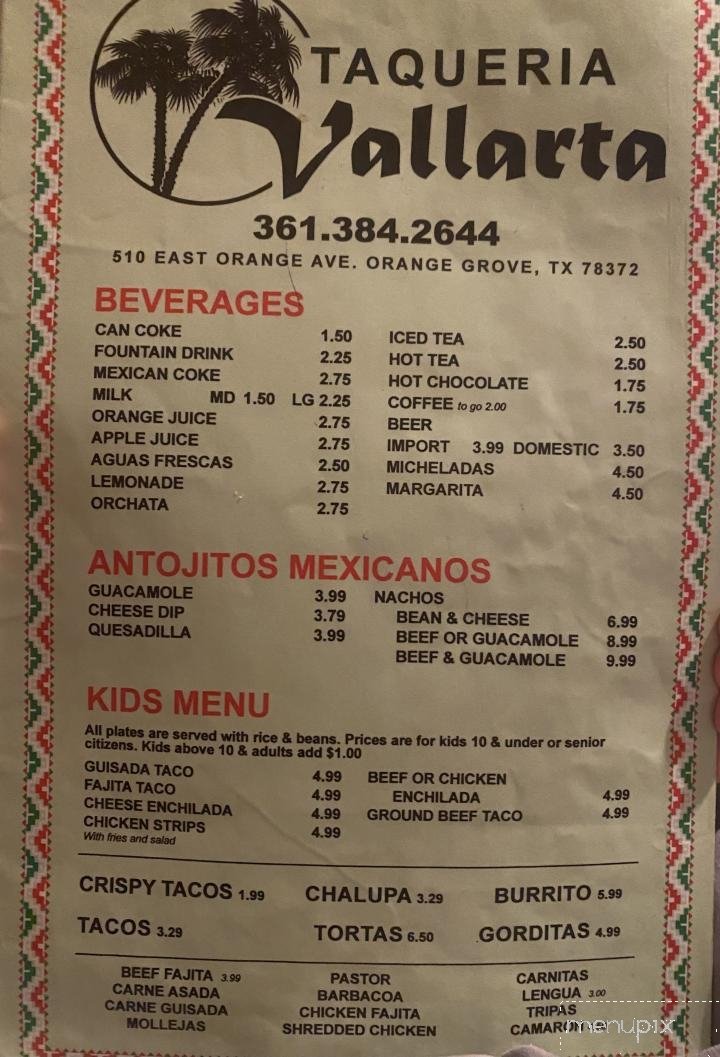 TAQUERIA
Vallarta
361.384.2644
510 EAST ORANGE AVE. ORANGE GROVE, TX 78372
BEVERAGES
CAN COKE 1.50
FOUNTAIN DRINK 2.25
MEXICAN COKE 2.75
MILK MD 1.50 LG 2.25
ORANGE JUICE 2.75
APPLE JUICE 2.75
AGUAS FRESCAS 2.50
LEMONADE 2.75
ORCHATA 2.75
ICED TEA 2.50
HOT TEA 2.50
HOT CHOCOLATE 1.75
COFFEE to go 2.00 1.75
BEER
IMPORT 3.99 DOMESTIC 3.50
MICHELADAS 4.50
MARGARITA 4.50
ANTOJITOS MEXICANOS
GUACAMOLE 3.99
CHEESE DIP 3.79
QUESADILLA 3.99
NACHOS
BEAN & CHEESE 6.99
BEEF OR GUACAMOLE 8.99
BEEF & GUACAMOLE 9.99
KIDS MENU
All plates are served with rice & beans. Prices are for kids 10 & under or senior
citizens. Kids above 10 & adults add $1.00
GUISADA TACO 4.99
FAJITA TACO 4.99
CHEESE ENCHILADA 4.99
CHICKEN STRIPS 4.99
With fries and salad
BEEF OR CHICKEN
ENCHILADA 4.99
GROUND BEEF TACO 4.99
CRISPY TACOS 1.99 CHALUPA 3.29 BURRITO 5.99
TACOS 3.29 TORTAS 6.50 GORDITAS 4.99
BEEF FAJITA 3.99
CARNE ASADA
CARNE GUISADA
MOLLEJAS
PASTOR
BARBACOA
CHICKEN FAJITA
SHREDDED CHICKEN
CARNITAS
LENGUA 3.00
TRIPAS
menupix